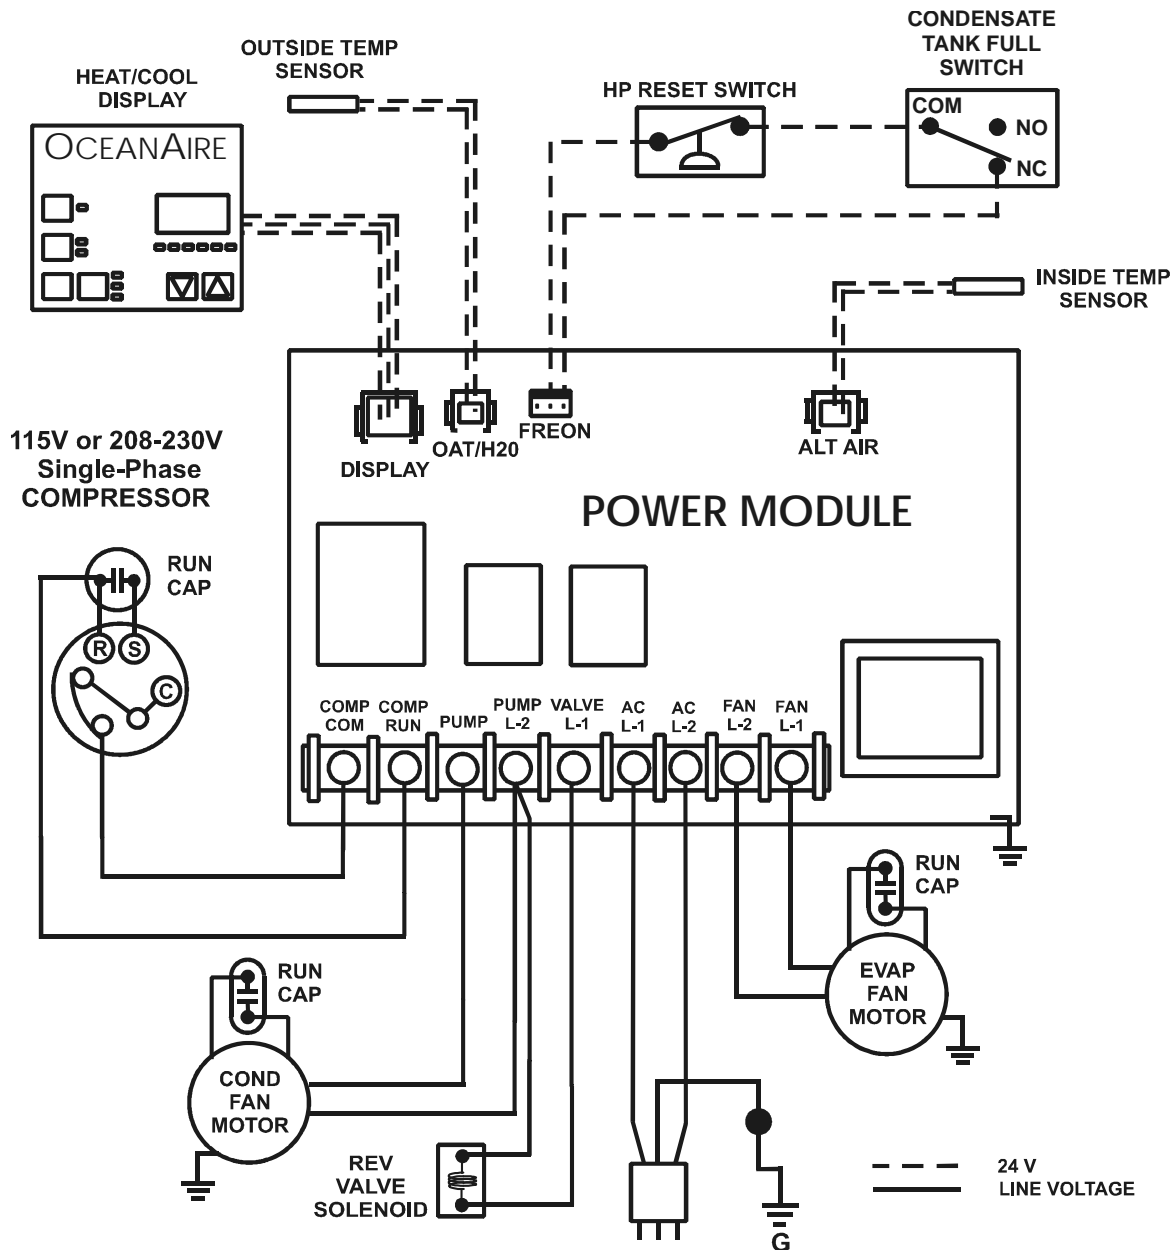 CONDENSATE
TANK FULL
SWITCH
OUTSIDE TEMP
SENSOR
HEAT/COOL
DISPLAY
HP RESET SWITCH
COM
NO
NC
OCEANAIRE
INSIDE TEMP
SENSOR
DISPLAY
OAT/H20
FREON
ALT AIR
115V or 208-230V
Single-Phase
COMPRESSOR
POWER MODULE
RUN
CAP
R
S
C
COMP
COM
COMP
RUN
PUMP
PUMP
L-2
VALVE
L-1
AC
L-1
AC
L-2
FAN
L-2
FAN
L-1
RUN
CAP
EVAP
FAN
MOTOR
RUN
CAP
COND
FAN
MOTOR
REV
VALVE
SOLENOID
G
24 V
LINE VOLTAGE